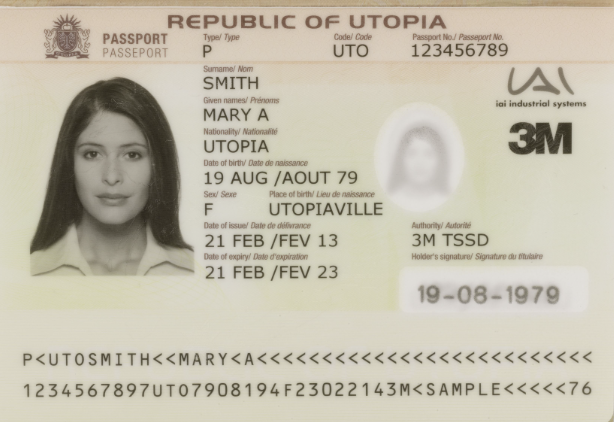 REPUBLIC OF UTOPIA
PASSPORT
PASSEPORT
Type/ Type
Code/ Code
Passport No./ Passeport No.
P
UTO
123456789
Surname/ Nom
SMITH
Given names/ Prénoms
MARY A
Nationality/ Nationalité
UTOPIA
Date of birth/ Date de naissance
19 AUG /AOUT 79
Sex/ Sexe
Place of birth/ Lieu de naissance
F
UTOPIAVILLE
Date of issue/ Date de délivrance
21 FEB /FEV 13
Date of expiry/ Date d'expiration
21 FEB /FEV 23
IAI
iai industrial systems
3M
Authority/ Autorité
3M TSSD
Holder's signature/ Signature du titulaire
19-08-1979
P<UTOSMITH<<MARY<A<<<<<<<<<<<<<<<<<<<<<<<<<<
1234567897UTO7908194F23022143M<SAMPLE<<<<<76